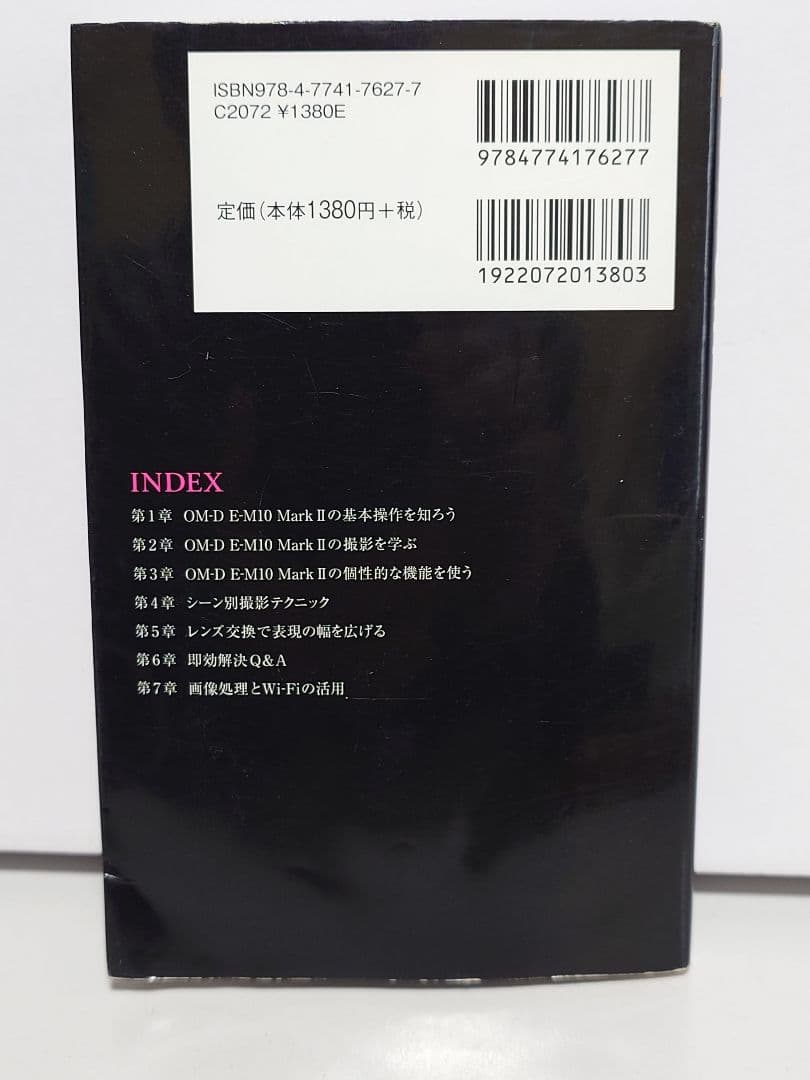 ISBN978-4-7741-7627-7
C2072 ¥1380E
9784774176277
定価(本体1380円+税)
1922072013803
INDEX
第1章 OM-D E-M10 Mark Ⅱの基本操作を知ろう
第2章 OM-D E-M10 Mark Ⅱの撮影を学ぶ
第3章 OM-D E-M10 Mark Ⅱの個性的な機能を使う
第4章 シーン別撮影テクニック
第5章 レンズ交換で表現の幅を広げる
第6章 即効解決Q&A
第7章 画像処理とWi-Fiの活用